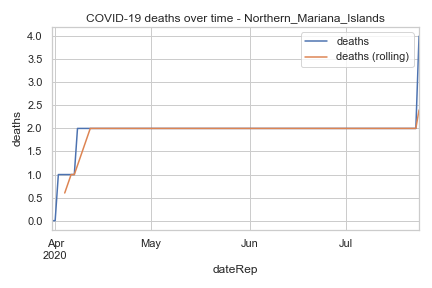 COVID-19 deaths over time - Northern_Mariana_Islands
deaths
deaths (rolling)
4.0
3.5
3.0
2.5
2.0
1.5
1.0
0.5
0.0
deaths
Apr
2020
May
Jun
Jul
dateRep